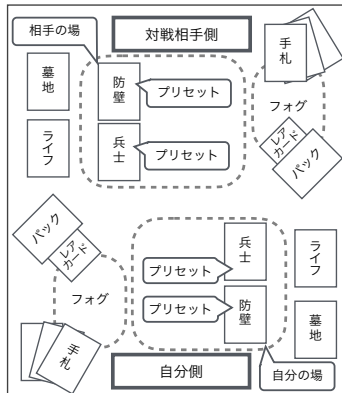 相手の場
対戦相手側
手札
墓地
防壁
プリセット
フォグ
ライフ
兵士
プリセット
レアカード
パック
パック
レアカード
兵士
ライフ
プリセット
フォグ
プリセット
防壁
墓地
手札
自分側
自分の場